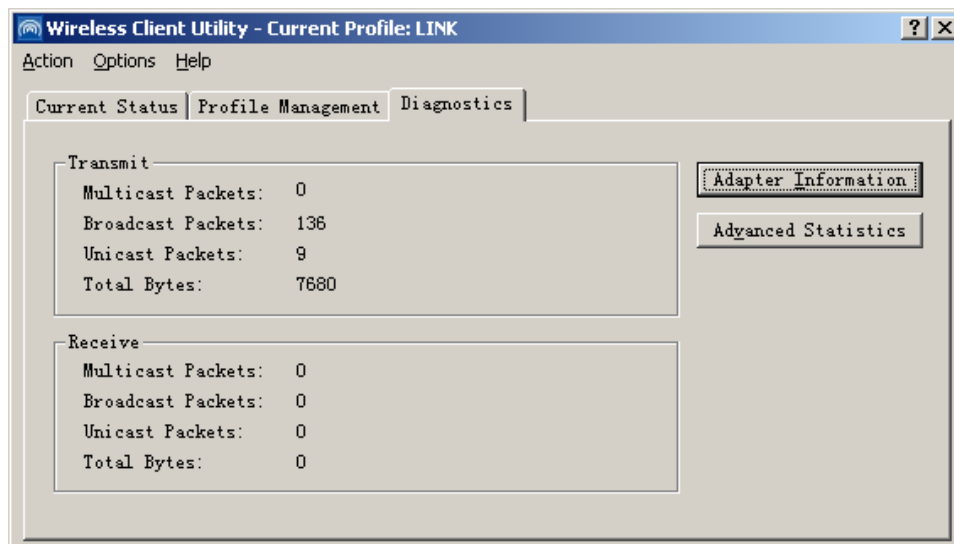 Wireless Client Utility - Current Profile: LINK
Action Options Help
Current Status Profile Management Diagnostics
Transmit
Multicast Packets: 0
Broadcast Packets: 136
Unicast Packets: 9
Total Bytes: 7680
Adapter Information
Advanced Statistics
Receive
Multicast Packets: 0
Broadcast Packets: 0
Unicast Packets: 0
Total Bytes: 0